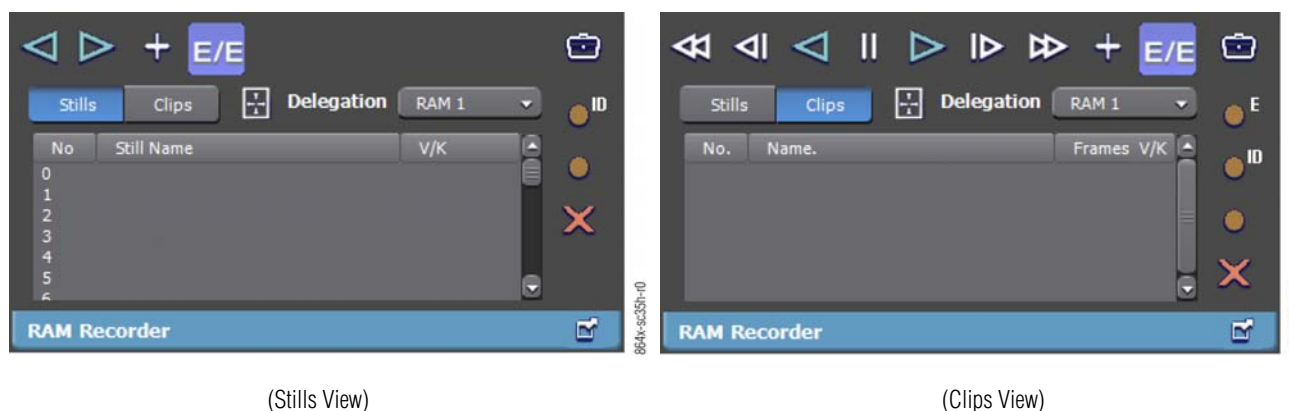 E/E
Stills Clips Delegation RAM 1 ID
No Still Name V/K
0
1
2
3
4
5
6
RAM Recorder
864x-sc35h-r0
(Stills View)
E/E
Stills Clips Delegation RAM 1 E
No. Name. Frames V/K ID
RAM Recorder
(Clips View)